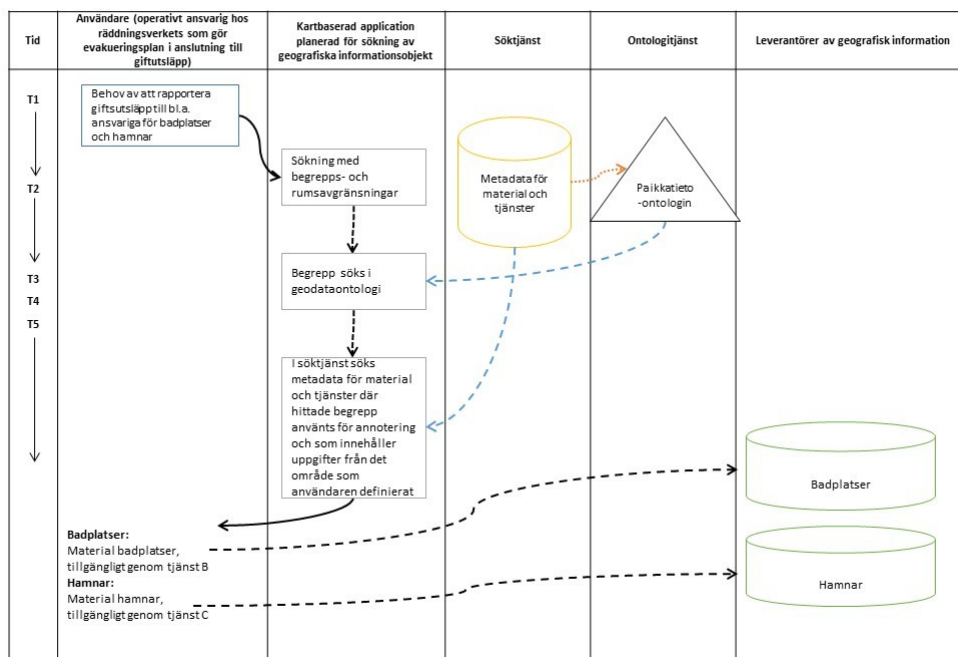 Tid
Användare (operativt ansvarig hos
räddningsverkets som gör
evakueringsplan i anslutning till
giftutsläpp)
Kartbaserad application
planerad för sökning av
geografiska informationsobjekt
Söktjänst
Ontologitjänst
Leverantörer av geografisk information
T1
Behov av att rapportera
giftsutsläpp till bl.a.
ansvariga för badplatser
och hamnar
Sökning med
begrepps- och
rumsavgränsningar
Metadata för
material och
tjänster
Paikkatieto
-ontologin
T2
T3
T4
T5
Begrepp söks i
geodataontologi
I söktjänst söks
metadata för material
och tjänster där
hittade begrepp
använts för annotering
och som innehåller
uppgifter från det
område som
användaren definierat
Badplatser
Badplatser:
Material badplatser,
tillgängligt genom tjänst B
Hamnar:
Material hamnar,
tillgängligt genom tjänst C
Hamnar